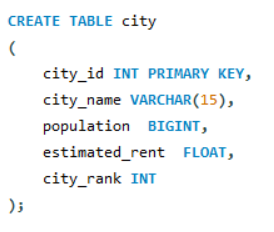 CREATE TABLE city
(
city_id INT PRIMARY KEY,
city_name VARCHAR(15),
population BIGINT,
estimated_rent FLOAT,
city_rank INT
);